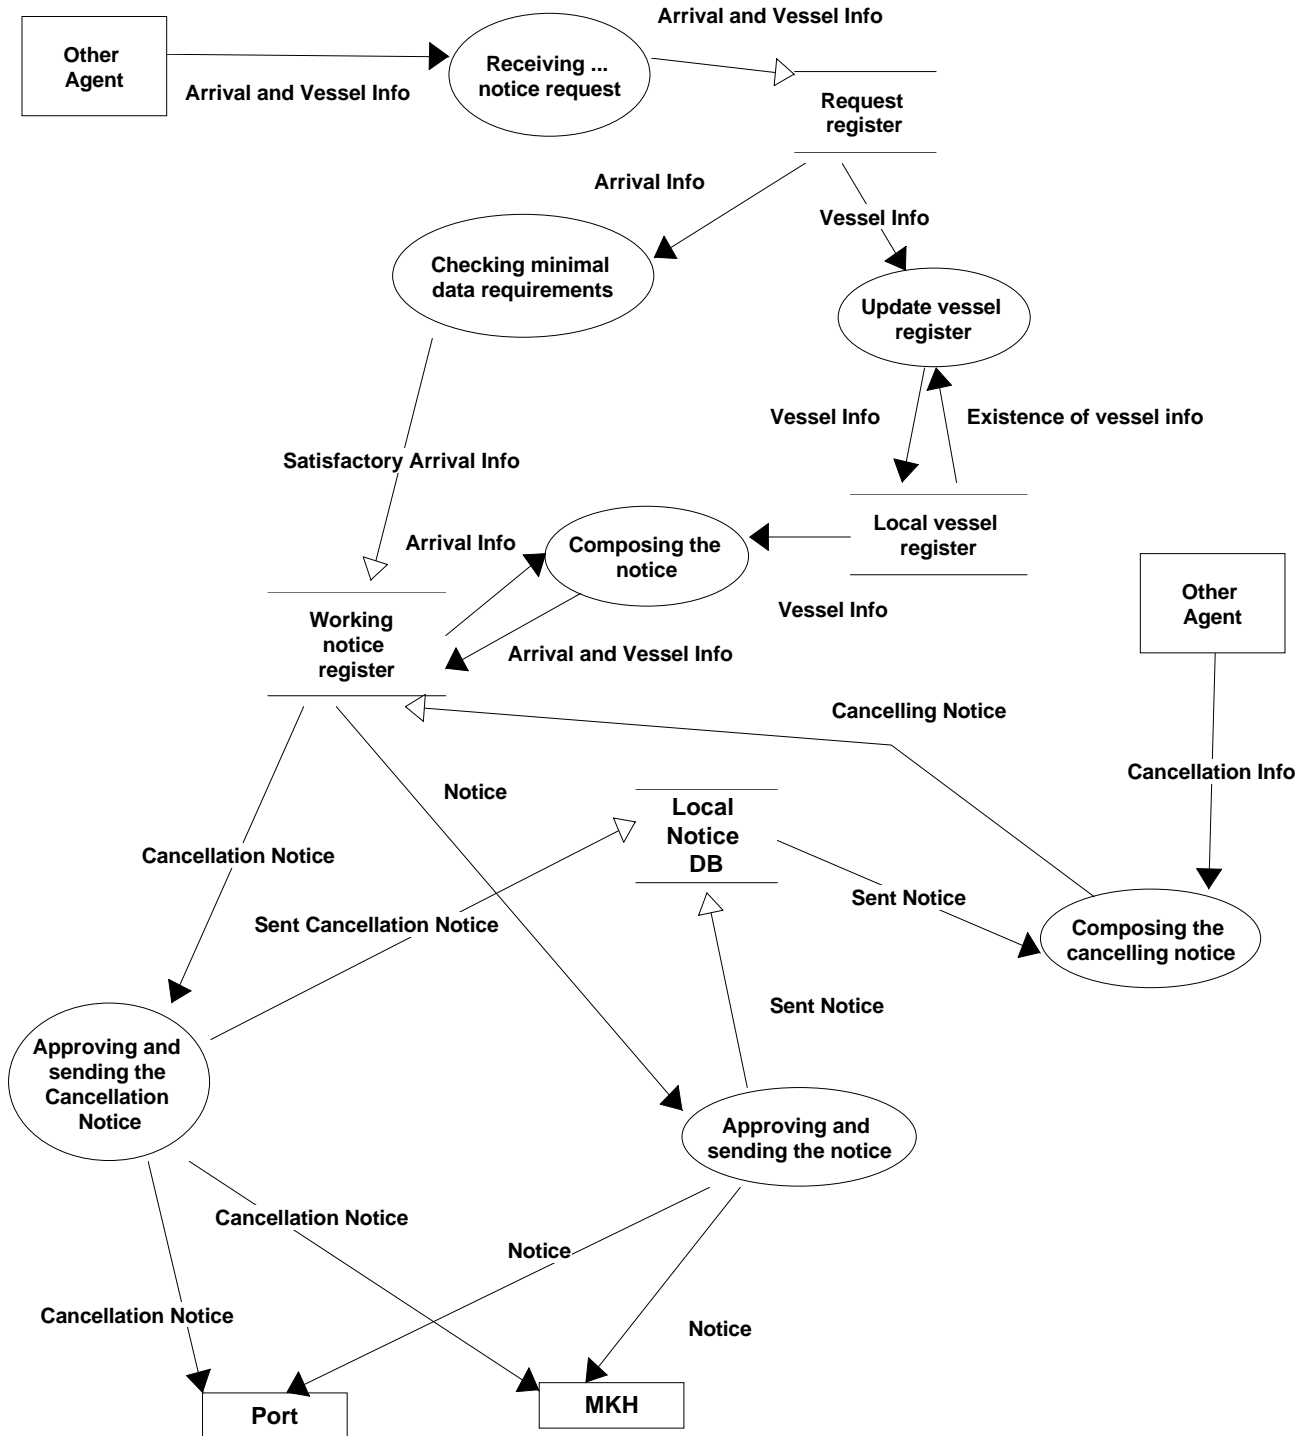 Arrival and Vessel Info
Other
Agent
Receiving ...
notice request
Arrival and Vessel Info
Request
register
Arrival Info
Vessel Info
Checking minimal
data requirements
Update vessel
register
Vessel Info
Existence of vessel info
Satisfactory Arrival Info
Arrival Info
Composing the
notice
Local vessel
register
Other
Agent
Vessel Info
Working
notice
register
Arrival and Vessel Info
Cancelling Notice
Cancellation Info
Notice
Local
Notice
DB
Cancellation Notice
Sent Notice
Sent Cancellation Notice
Composing the
cancelling notice
Sent Notice
Approving and
sending the
Cancellation
Notice
Approving and
sending the notice
Cancellation Notice
Notice
Cancellation Notice
Notice
Port
MKH